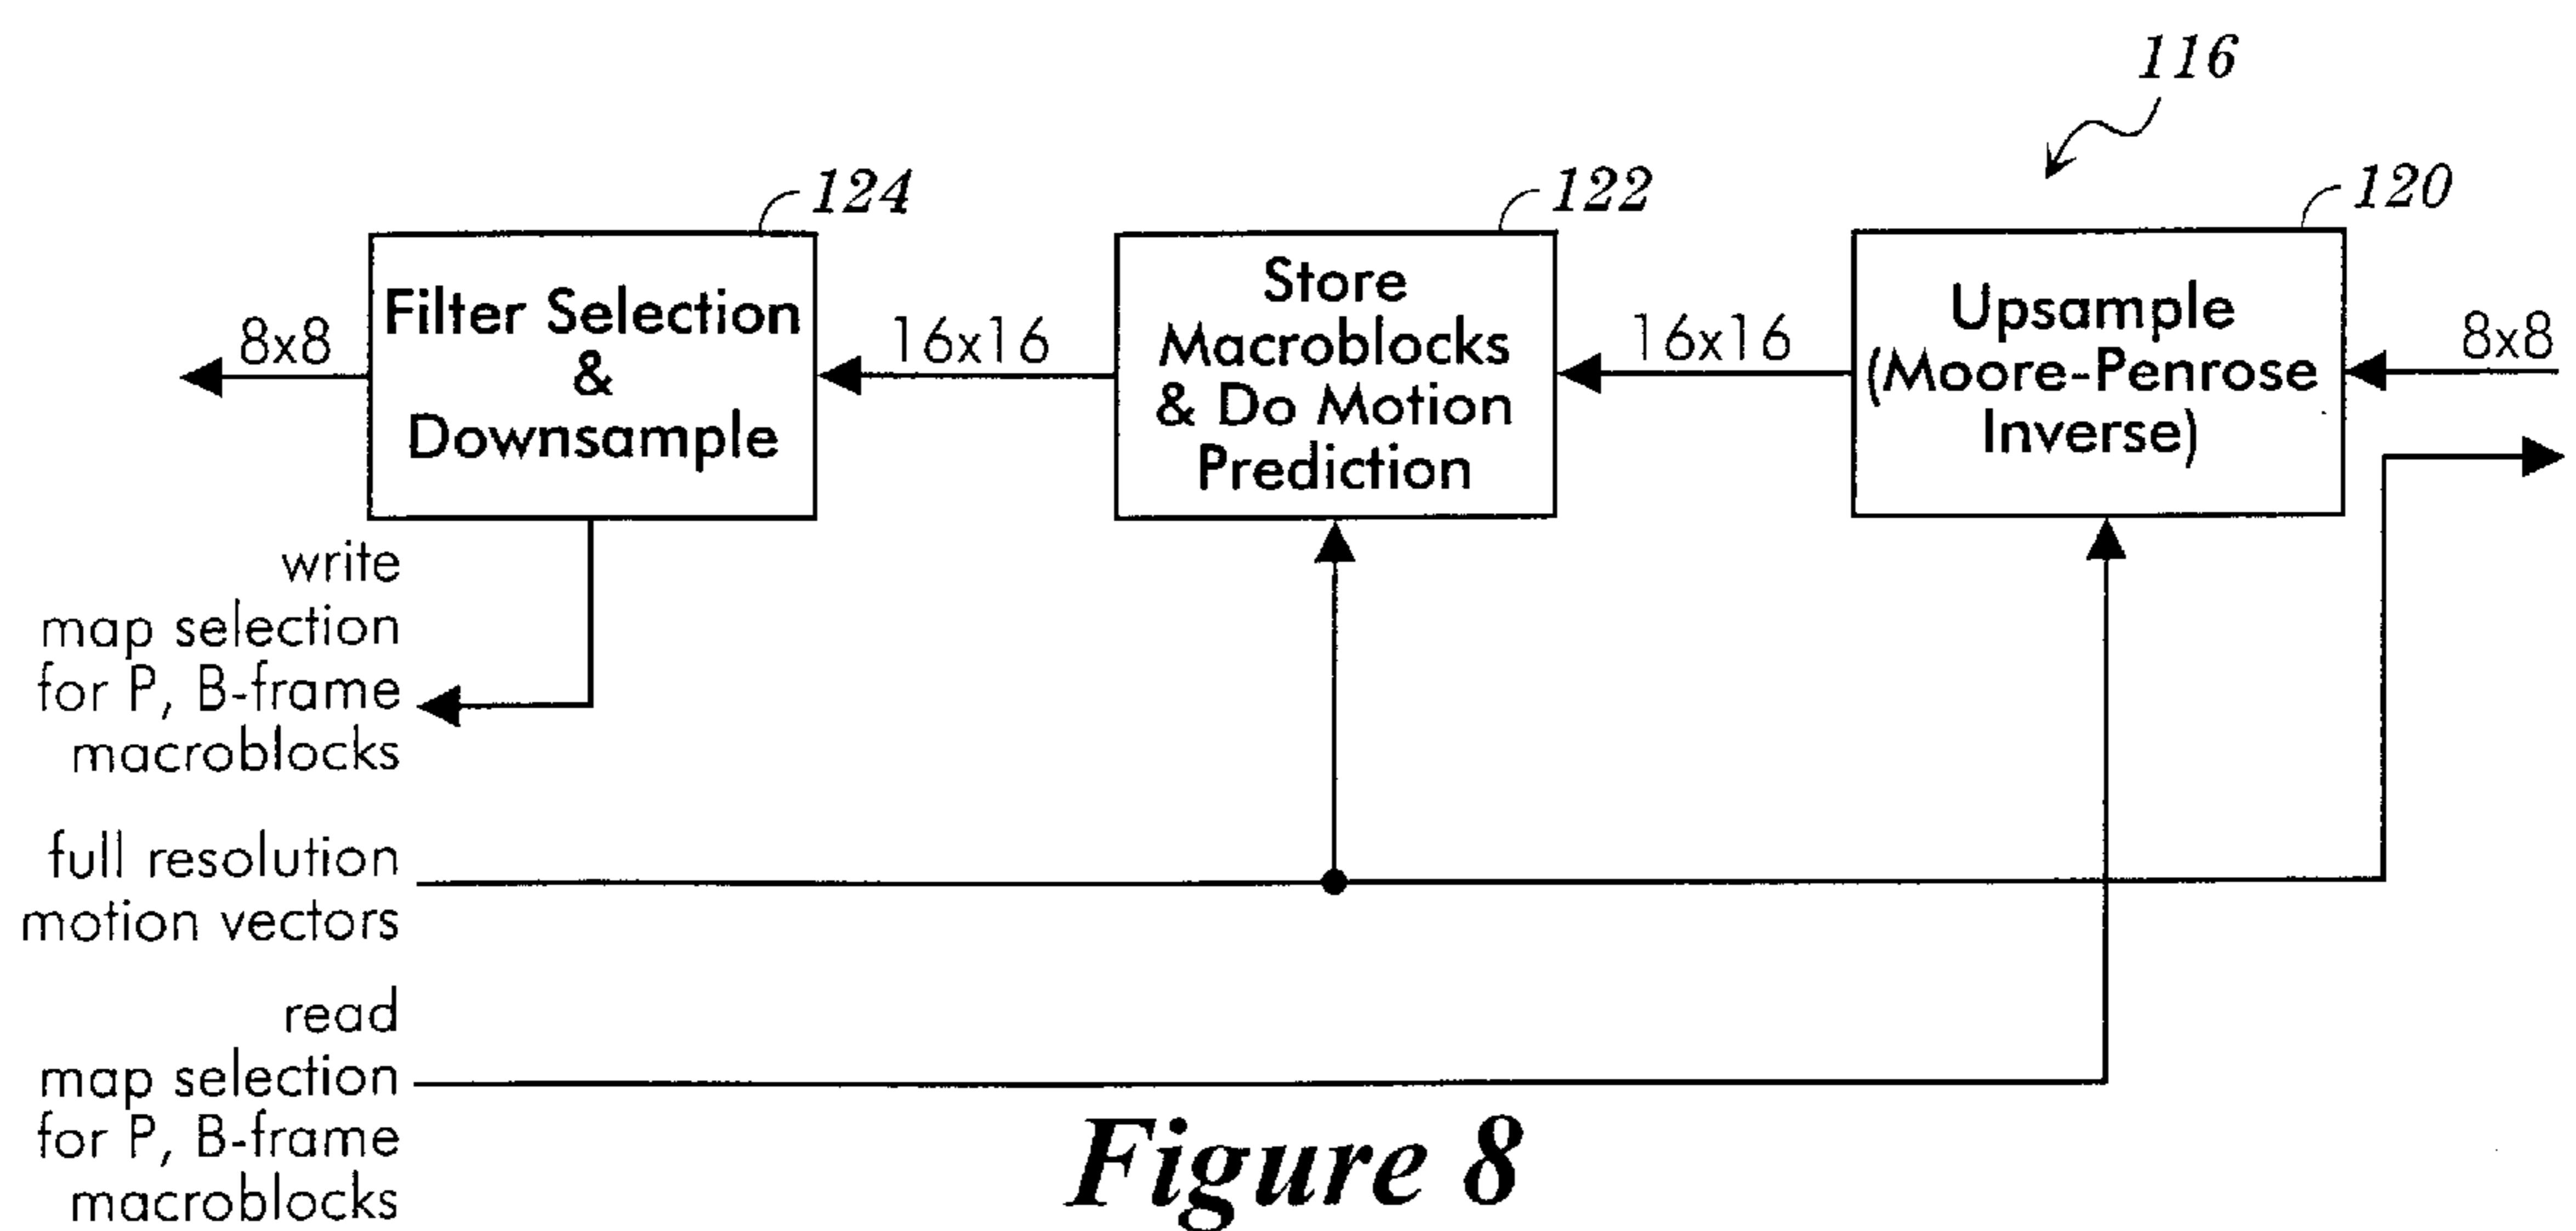 116
124
122
120
8x8
Filter Selection
&
Downsample
16x16
Store
Macroblocks
& Do Motion
Prediction
16x16
Upsample
(Moore-Penrose
Inverse)
8x8
write
map selection
for P, B-frame
macroblocks
full resolution
motion vectors
read
map selection
for P, B-frame
macroblocks
Figure 8